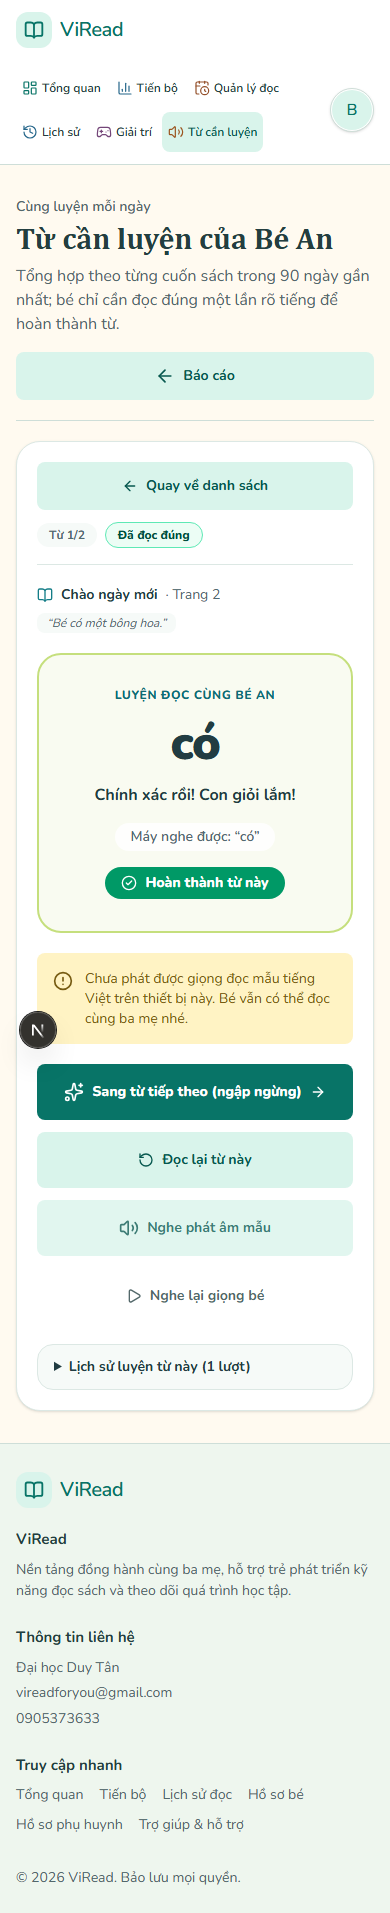 ViRead
Tổng quan
Tiến bộ
Quản lý đọc
Lịch sử
Giải trí
Từ cần luyện
B
Cùng luyện mỗi ngày
Từ cần luyện của Bé An
Tổng hợp theo từng cuốn sách trong 90 ngày gần
nhất; bé chỉ cần đọc đúng một lần rõ tiếng để
hoàn thành từ.
Báo cáo
Quay về danh sách
Từ 1/2
Đã đọc đúng
Chào ngày mới · Trang 2
“Bé có một bông hoa.”
LUYỆN ĐỌC CÙNG BÉ AN
có
Chính xác rồi! Con giỏi lắm!
Máy nghe được: “có”
Hoàn thành từ này
Chưa phát được giọng đọc mẫu tiếng
Việt trên thiết bị này. Bé vẫn có thể đọc
cùng ba mẹ nhé.
N
Sang từ tiếp theo (ngập ngừng)
Đọc lại từ này
Nghe phát âm mẫu
Nghe lại giọng bé
Lịch sử luyện từ này (1 lượt)
ViRead
ViRead
Nền tảng đồng hành cùng ba mẹ, hỗ trợ trẻ phát triển kỹ
năng đọc sách và theo dõi quá trình học tập.
Thông tin liên hệ
Đại học Duy Tân
vireadforyou@gmail.com
0905373633
Truy cập nhanh
Tổng quan Tiến bộ Lịch sử đọc Hồ sơ bé
Hồ sơ phụ huynh Trợ giúp & hỗ trợ
© 2026 ViRead. Bảo lưu mọi quyền.